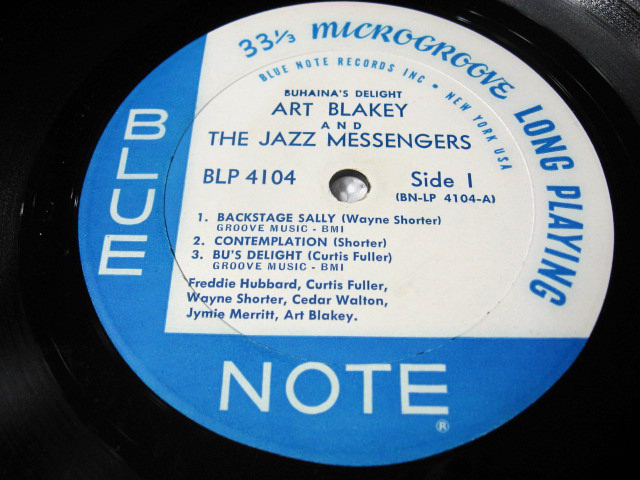 33 1/3 MICROGROOVE LONG PLAYING
BLUE NOTE RECORDS INC • NEW YORK USA
BUHAINA'S DELIGHT
ART BLAKEY
AND
THE JAZZ MESSENGERS
BLP 4104
Side 1
(BN-LP 4104-A)
1. BACKSTAGE SALLY (Wayne Shorter)
GROOVE MUSIC - BMI
2. CONTEMPLATION (Shorter)
3. BU'S DELIGHT (Curtis Fuller)
GROOVE MUSIC - BMI
Freddie Hubbard, Curtis Fuller,
Wayne Shorter, Cedar Walton,
Jymie Merritt, Art Blakey.
BLUE
NOTE
®